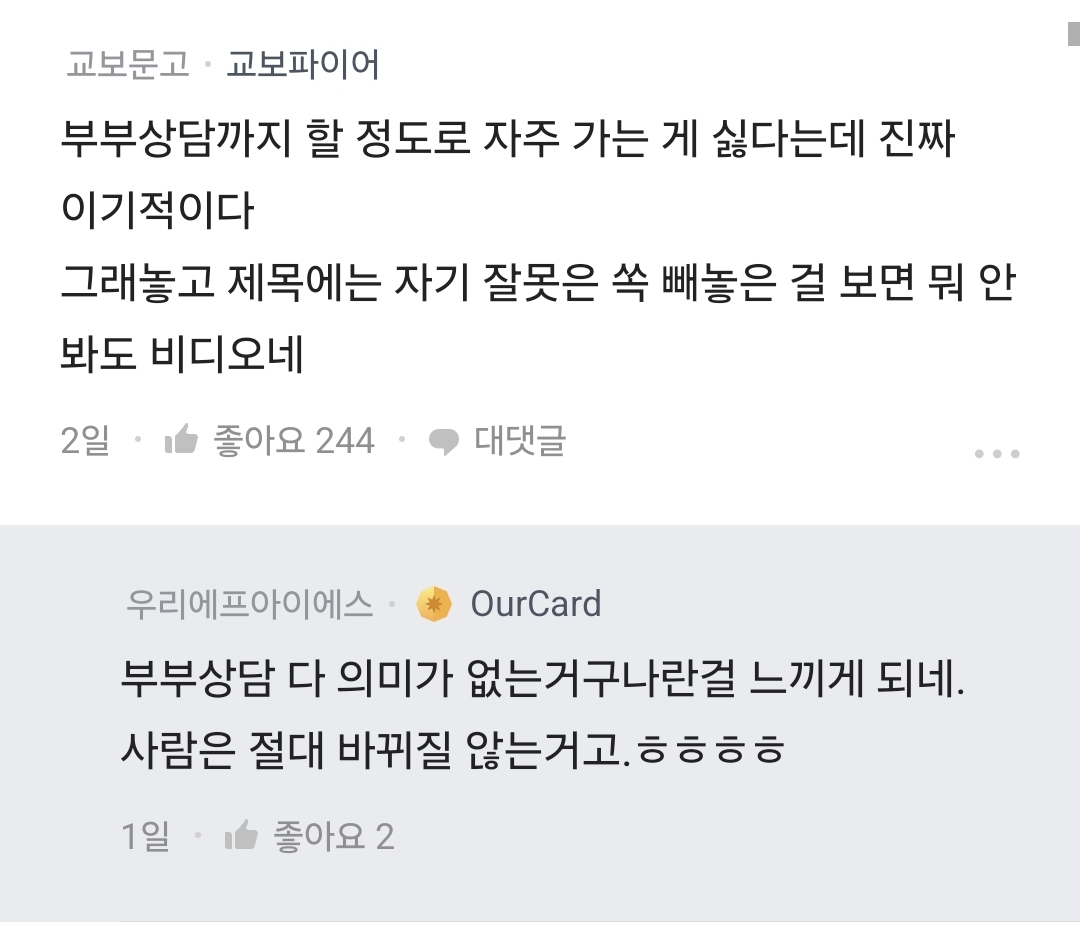 교보문고 · 교보파이어
부부상담까지 할 정도로 자주 가는 게 싫다는데 진짜
이기적이다
그래놓고 제목에는 자기 잘못은 쏙 빼놓은 걸 보면 뭐 안
봐도 비디오네
2일 · 좋아요 244 · 대댓글
우리에프아이에스 · OurCard
부부상담 다 의미가 없는거구나란걸 느끼게 되네.
사람은 절대 바뀌질 않는거고.ㅎㅎㅎㅎ
1일 · 좋아요 2